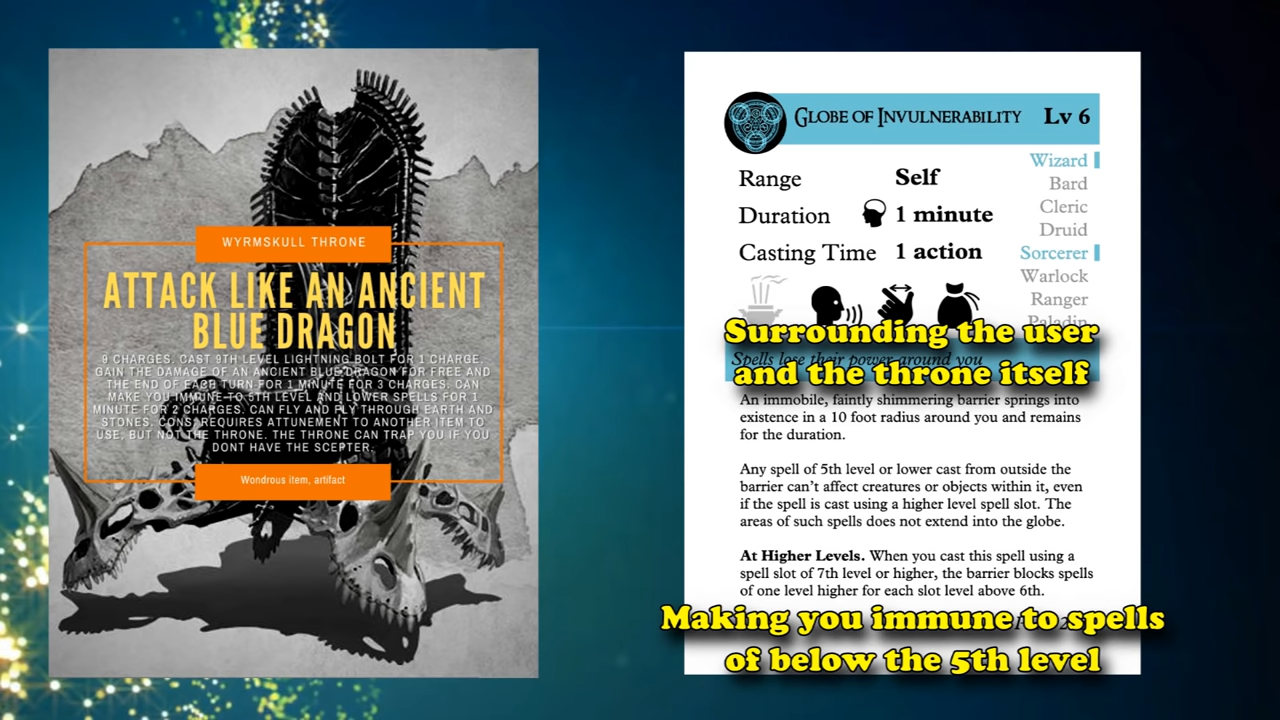 WYRMSKULL THRONE
ATTACK LIKE AN ANCIENT
BLUE DRAGON
9 CHARGES. CAST 9TH LEVEL LIGHTNING BOLT FOR 1 CHARGE.
GAIN THE DAMAGE OF AN ANCIENT BLUE DRAGON FOR FREE AND
THE END OF EACH TURN FOR 1 MINUTE FOR 3 CHARGES. CAN
MAKE YOU IMMUNE TO 5TH LEVEL AND LOWER SPELLS FOR 1
MINUTE FOR 2 CHARGES. CAN FLY AND FLY THROUGH EARTH AND
STONES. CONS: REQUIRES ATTUNEMENT TO ANOTHER ITEM TO
USE, BUT NOT THE THRONE. THE THRONE CAN TRAP YOU IF YOU
DONT HAVE THE SCEPTER.
Wondrous item, artifact
GLOBE OF INVULNERABILITY Lv 6
Range Self
Duration 1 minute
Casting Time 1 action
Wizard
Bard
Cleric
Druid
Sorcerer
Warlock
Ranger
Paladin
Surrounding the user
Spells lose their power around you
and the throne itself
An immobile, faintly shimmering barrier springs into
existence in a 10 foot radius around you and remains
for the duration.
Any spell of 5th level or lower cast from outside the
barrier can't affect creatures or objects within it, even
if the spell is cast using a higher level spell slot. The
areas of such spells does not extend into the globe.
At Higher Levels. When you cast this spell using a
spell slot of 7th level or higher, the barrier blocks spells
of one level higher for each slot level above 6th.
Making you immune to spells
of below the 5th level